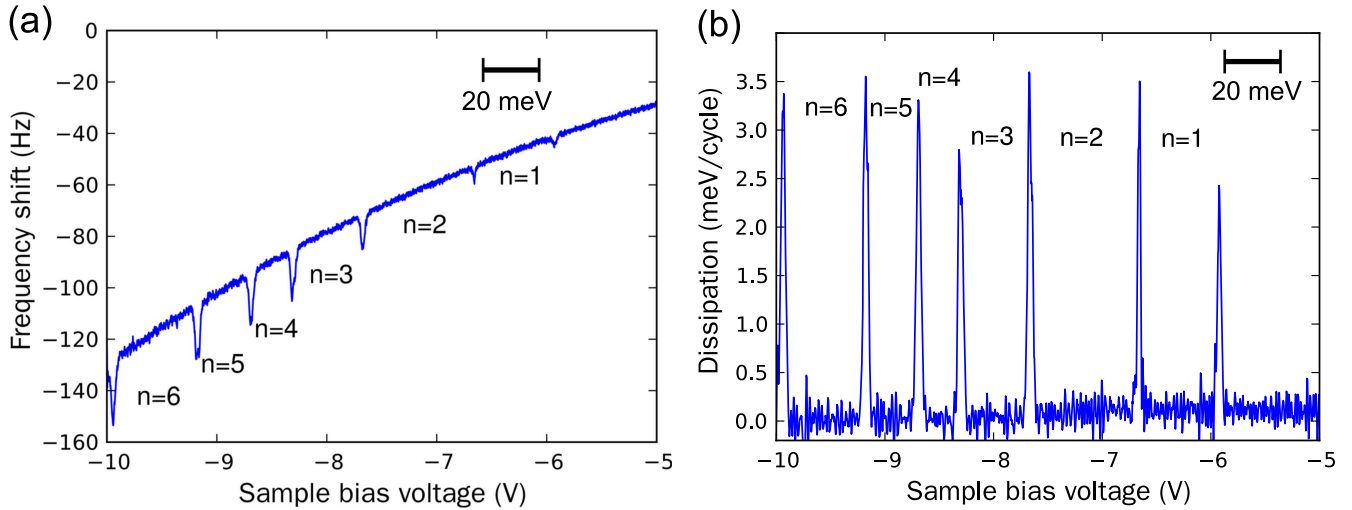 (a)
0
−20
−40
−60
−80
−100
−120
−140
−160
Frequency shift (Hz)
20 meV
n=1
n=2
n=3
n=4
n=5
n=6
−10 −9 −8 −7 −6 −5
Sample bias voltage (V)
(b)
3.5
3.0
2.5
2.0
1.5
1.0
0.5
0.0
Dissipation (meV/cycle)
20 meV
n=6 n=5 n=4 n=3 n=2 n=1
−10 −9 −8 −7 −6 −5
Sample bias voltage (V)